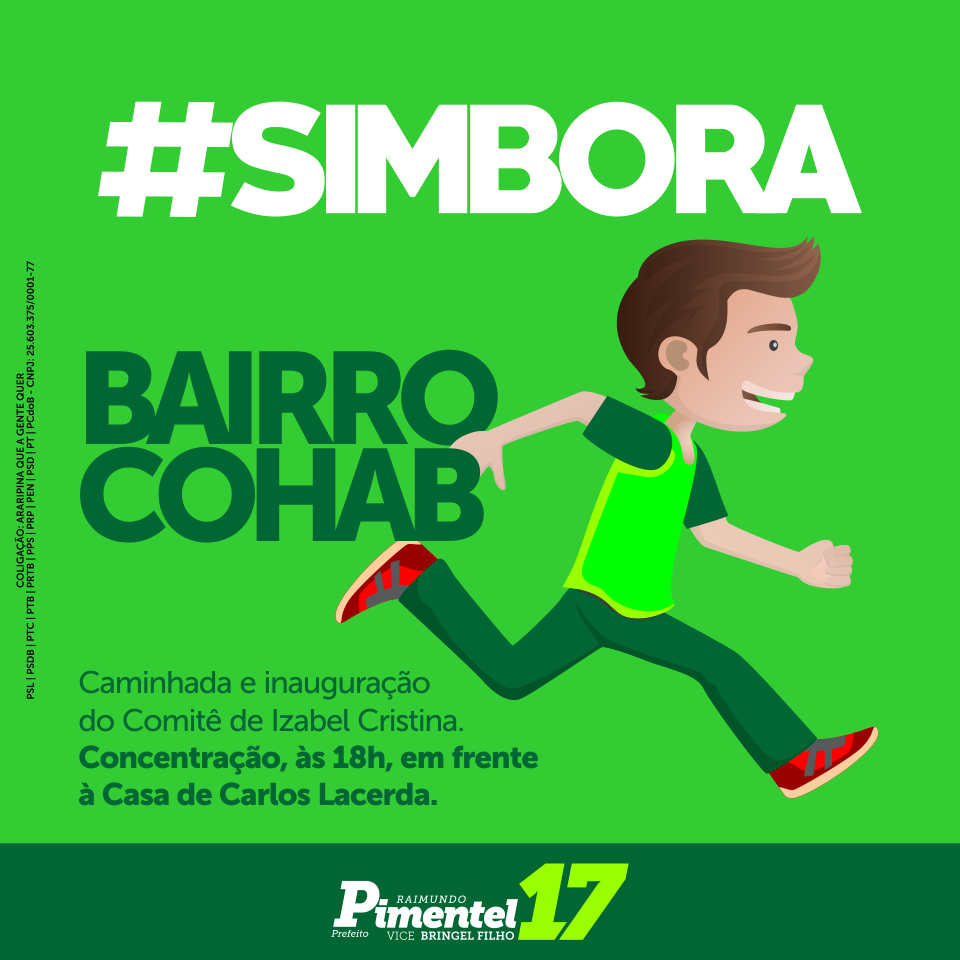 #SIMBORA
BAIRRO
COHAB
Caminhada e inauguração
do Comitê de Izabel Cristina.
Concentração, às 18h, em frente
à Casa de Carlos Lacerda.
COLIGAÇÃO: ARARIPINA QUE A GENTE QUER
PSL | PSDB | PTC | PTB | PRTB | PPS | PRP | PEN | PSD | PT | PCdoB - CNPJ: 25.603.375/0001-77
RAIMUNDO
Pimentel 17
Prefeito VICE BRINGEL FILHO